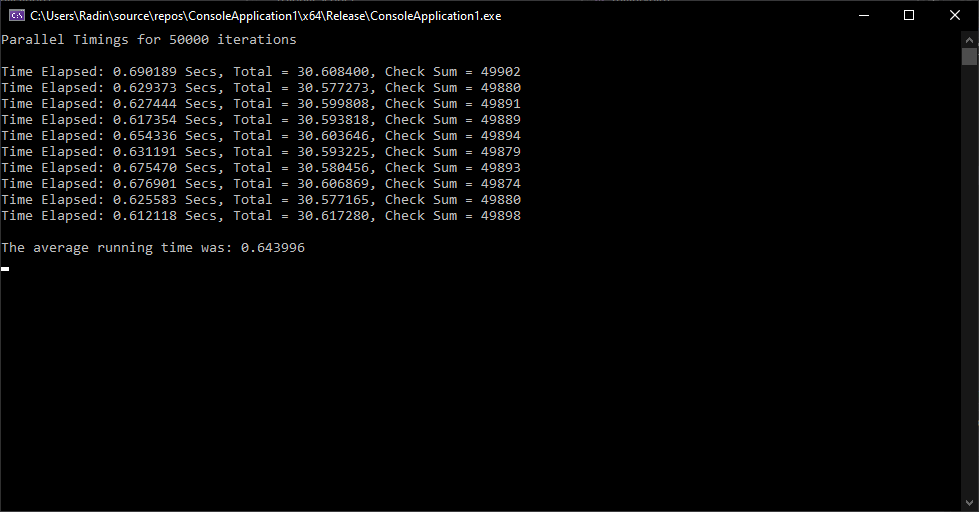 C:\Users\Radin\source\repos\ConsoleApplication1\x64\Release\ConsoleApplication1.exe
Parallel Timings for 50000 iterations
Time Elapsed: 0.690189 Secs, Total = 30.608400, Check Sum = 49902
Time Elapsed: 0.629373 Secs, Total = 30.577273, Check Sum = 49880
Time Elapsed: 0.627444 Secs, Total = 30.599808, Check Sum = 49891
Time Elapsed: 0.617354 Secs, Total = 30.593818, Check Sum = 49889
Time Elapsed: 0.654336 Secs, Total = 30.603646, Check Sum = 49894
Time Elapsed: 0.631191 Secs, Total = 30.593225, Check Sum = 49879
Time Elapsed: 0.675470 Secs, Total = 30.580456, Check Sum = 49893
Time Elapsed: 0.676901 Secs, Total = 30.606869, Check Sum = 49874
Time Elapsed: 0.625583 Secs, Total = 30.577165, Check Sum = 49880
Time Elapsed: 0.612118 Secs, Total = 30.617280, Check Sum = 49898
The average running time was: 0.643996